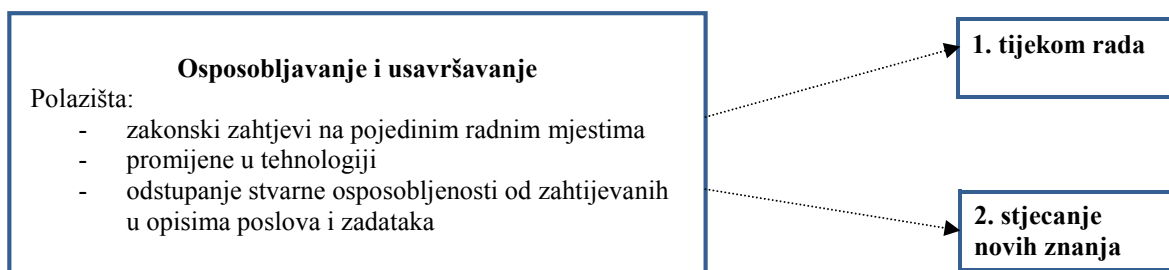 Osposobljavanje i usavršavanje
Polazišta:
- zakonski zahtjevi na pojedinim radnim mjestima
- promijene u tehnologiji
- odstupanje stvarne osposobljenosti od zahtijevanih
u opisima poslova i zadataka
1. tijekom rada
2. stjecanje
novih znanja